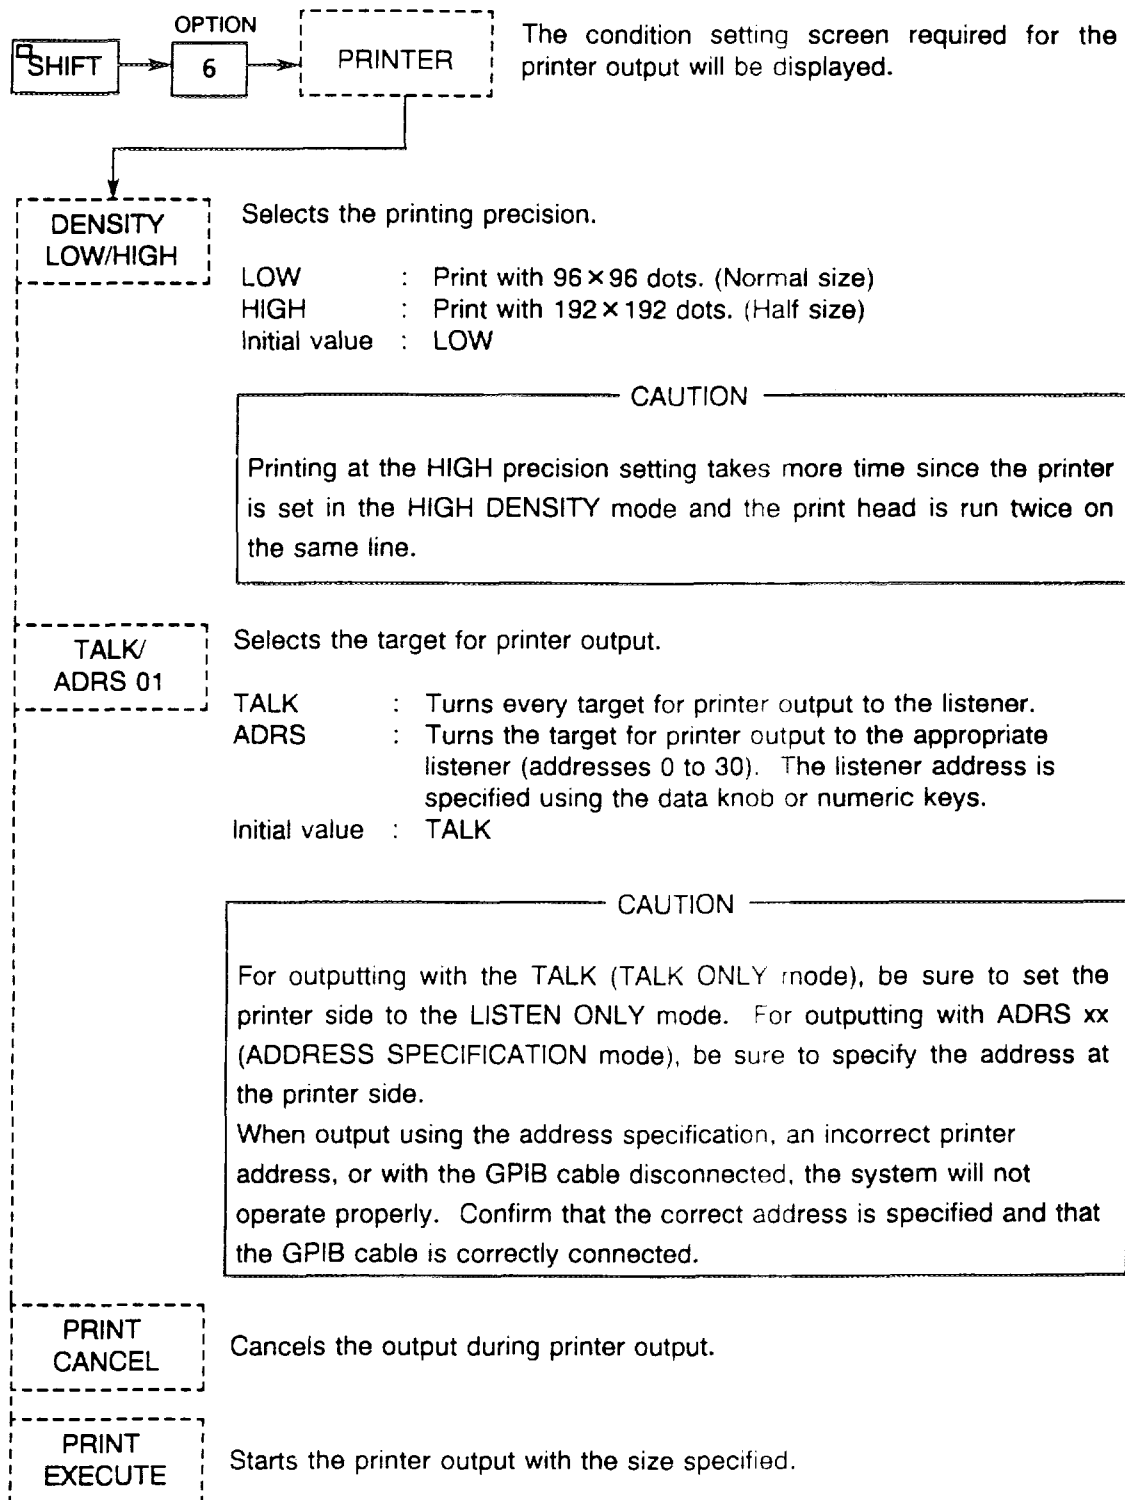 OPTION
SHIFT
6
PRINTER
The condition setting screen required for the
printer output will be displayed.
DENSITY
LOW/HIGH
Selects the printing precision.
LOW : Print with 96×96 dots. (Normal size)
HIGH : Print with 192×192 dots. (Half size)
Initial value : LOW
CAUTION
Printing at the HIGH precision setting takes more time since the printer
is set in the HIGH DENSITY mode and the print head is run twice on
the same line.
TALK/
ADRS 01
Selects the target for printer output.
TALK : Turns every target for printer output to the listener.
ADRS : Turns the target for printer output to the appropriate
listener (addresses 0 to 30). The listener address is
specified using the data knob or numeric keys.
Initial value : TALK
CAUTION
For outputting with the TALK (TALK ONLY mode), be sure to set the
printer side to the LISTEN ONLY mode. For outputting with ADRS xx
(ADDRESS SPECIFICATION mode), be sure to specify the address at
the printer side.
When output using the address specification, an incorrect printer
address, or with the GPIB cable disconnected, the system will not
operate properly. Confirm that the correct address is specified and that
the GPIB cable is correctly connected.
PRINT
CANCEL
Cancels the output during printer output.
PRINT
EXECUTE
Starts the printer output with the size specified.